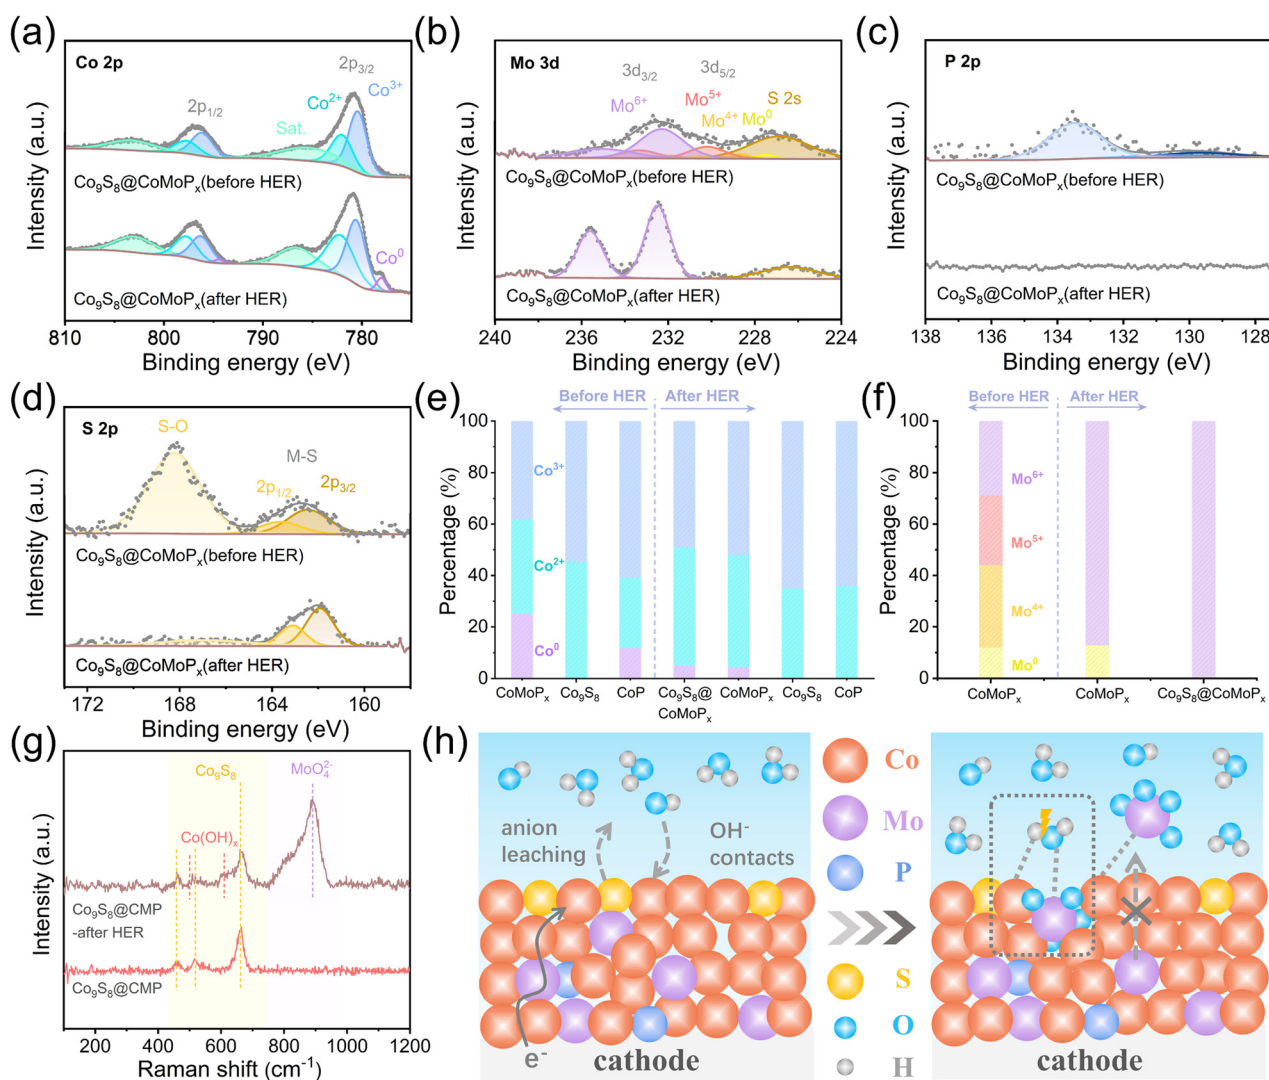 (a)
Co 2p
2p3/2
Co3+
2p1/2
Co2+
Sat.
Co9S8@CoMoPx(before HER)
Co0
Co9S8@CoMoPx(after HER)
Intensity (a.u.)
810 800 790 780
Binding energy (eV)
(b)
Mo 3d
3d3/2 3d5/2
Mo6+ Mo5+ S 2s
Mo4+ Mo0
Co9S8@CoMoPx(before HER)
Co9S8@CoMoPx(after HER)
Intensity (a.u.)
240 236 232 228 224
Binding energy (eV)
(c)
P 2p
Co9S8@CoMoPx(before HER)
Co9S8@CoMoPx(after HER)
Intensity (a.u.)
138 136 134 132 130 128
Binding energy (eV)
(d)
S 2p
S-O
M-S
2p1/2 2p3/2
Co9S8@CoMoPx(before HER)
Co9S8@CoMoPx(after HER)
Intensity (a.u.)
172 168 164 160
Binding energy (eV)
(e)
Before HER After HER
Percentage (%)
100
80
60
40
20
0
Co3+
Co2+
Co0
CoMoPx Co9S8 CoP Co9S8@ CoMoPx Co9S8 CoP
CoMoPx
(f)
Before HER After HER
Percentage (%)
100
80
60
40
20
0
Mo6+
Mo5+
Mo4+
Mo0
CoMoPx CoMoPx Co9S8@CoMoPx
(g)
Co9S8 MoO42-
Co(OH)x
Co9S8@CMP
-after HER
Co9S8@CMP
Intensity (a.u.)
200 400 600 800 1000 1200
Raman shift (cm-1)
(h)
anion
leaching
OH-
contacts
e-
cathode
Co
Mo
P
S
O
H
cathode